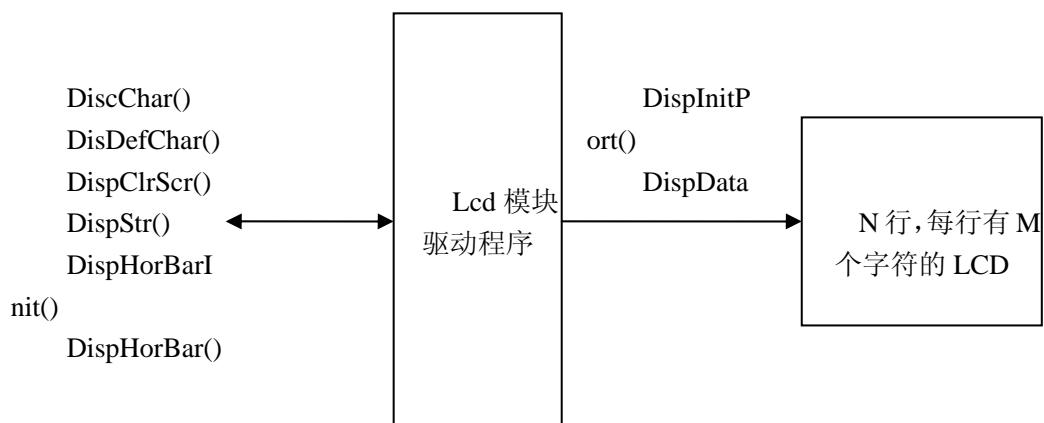 DiscChar()
DisDefChar()
DispClrScr()
DispStr()
DispHorBarI
nit()
DispHorBar()
Lcd 模块
驱动程序
DispInitP
ort()
DispData
N 行，每行有 M
个字符的 LCD